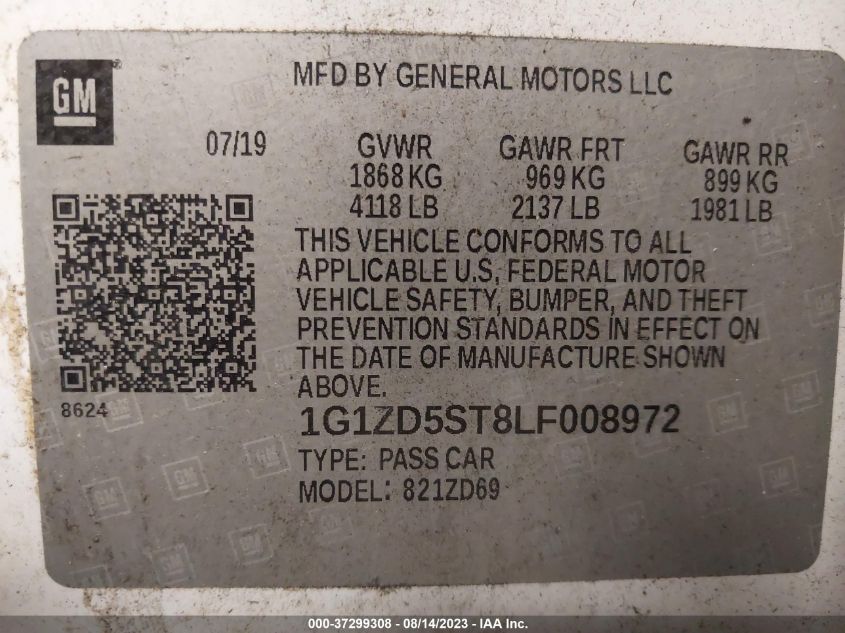 GM
MFD BY GENERAL MOTORS LLC
07/19 GVWR GAWR FRT GAWR RR
1868 KG 969 KG 899 KG
4118 LB 2137 LB 1981 LB
THIS VEHICLE CONFORMS TO ALL
APPLICABLE U.S. FEDERAL MOTOR
VEHICLE SAFETY, BUMPER, AND THEFT
PREVENTION STANDARDS IN EFFECT ON
THE DATE OF MANUFACTURE SHOWN
ABOVE.
8624
1G1ZD5ST8LF008972
TYPE: PASS CAR
MODEL: 821ZD69
000-37299308 - 08/14/2023 - IAA Inc.